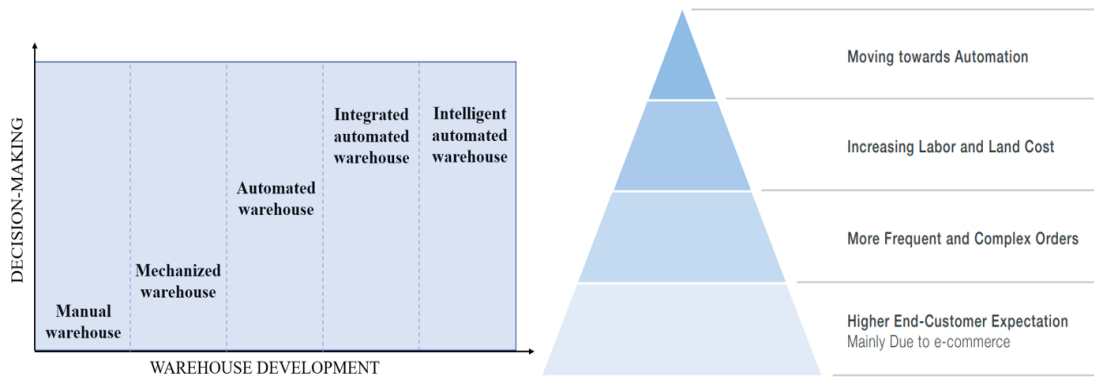 DECISION-MAKING
Manual
warehouse
Mechanized
warehouse
Automated
warehouse
Integrated
automated
warehouse
Intelligent
automated
warehouse
WAREHOUSE DEVELOPMENT
Moving towards Automation
Increasing Labor and Land Cost
More Frequent and Complex Orders
Higher End-Customer Expectation
Mainly Due to e-commerce